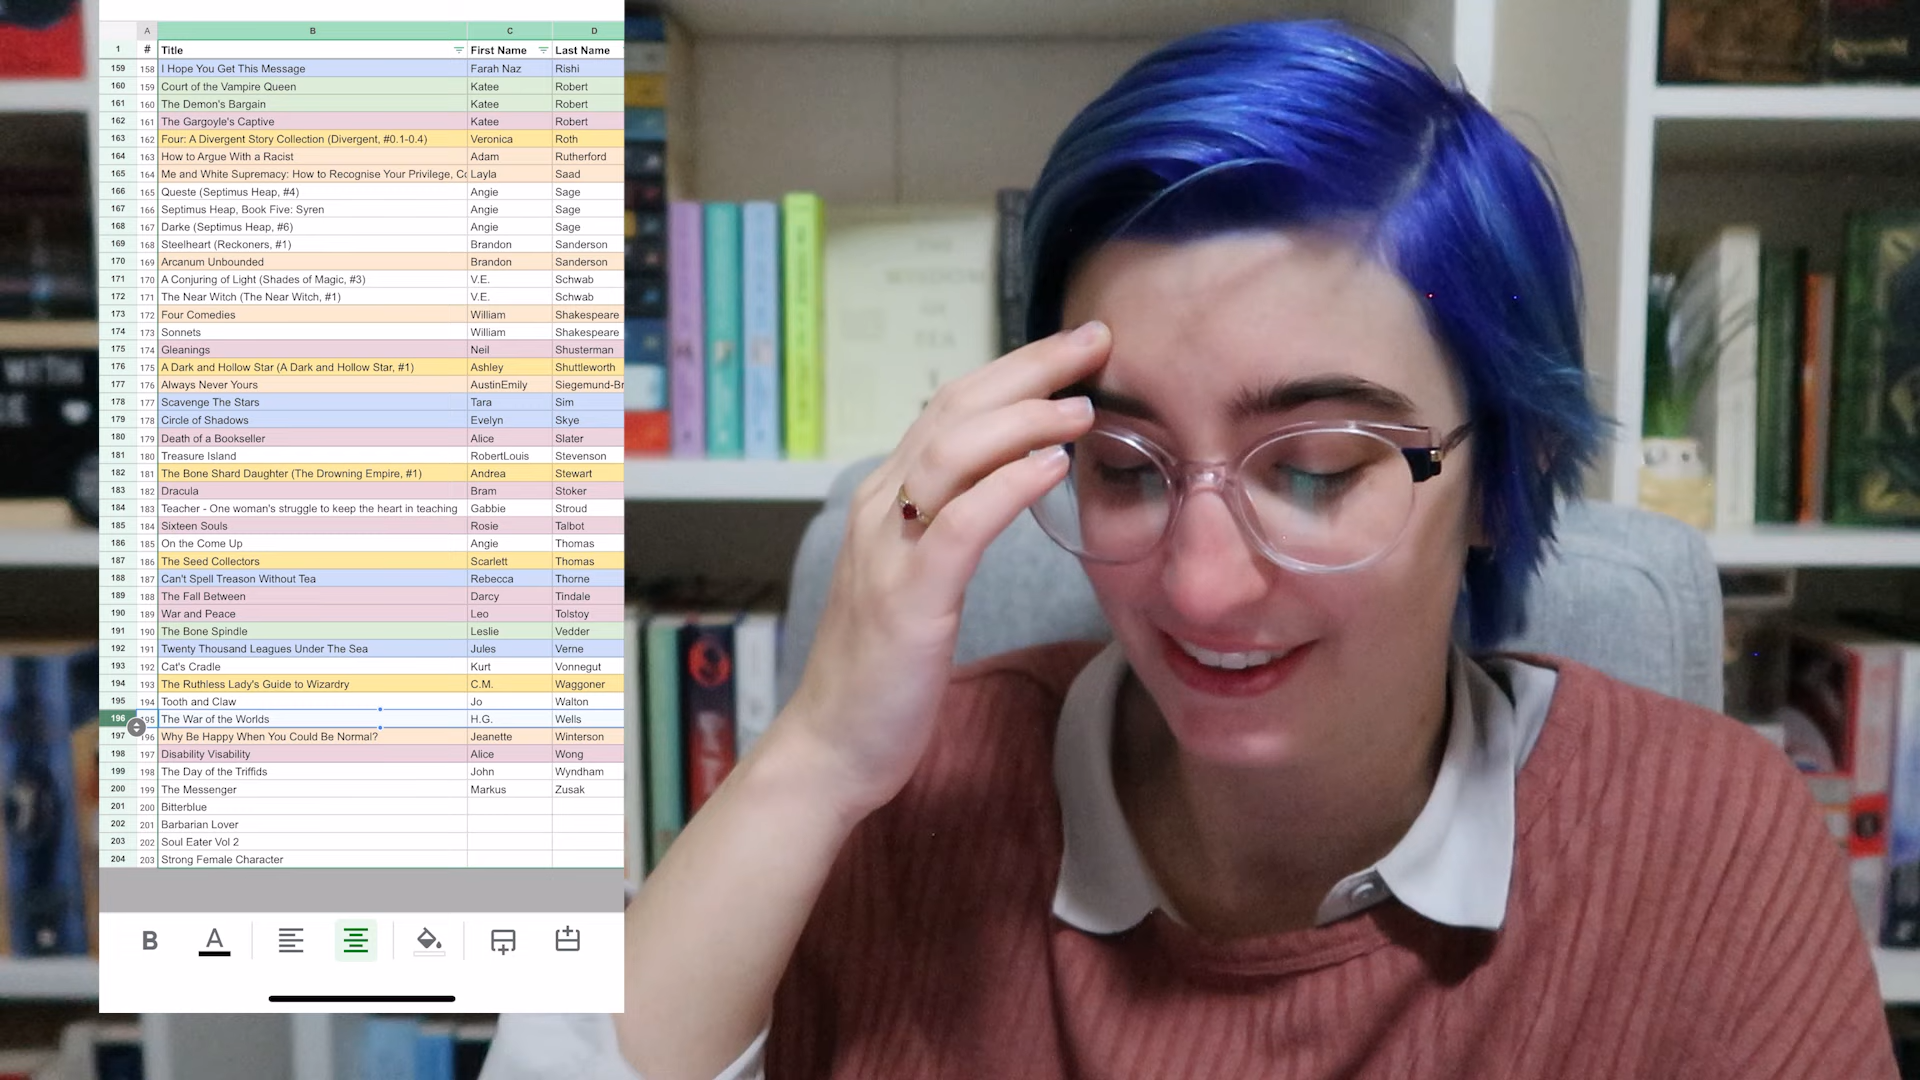 A B C D
1 # Title First Name Last Name
159 158 I Hope You Get This Message Farah Naz Rishi
160 159 Court of the Vampire Queen Katee Robert
161 160 The Demon's Bargain Katee Robert
162 161 The Gargoyle's Captive Katee Robert
163 162 Four: A Divergent Story Collection (Divergent, #0.1-0.4) Veronica Roth
164 163 How to Argue With a Racist Adam Rutherford
165 164 Me and White Supremacy: How to Recognise Your Privilege, Cc Layla Saad
166 165 Queste (Septimus Heap, #4) Angie Sage
167 166 Septimus Heap, Book Five: Syren Angie Sage
168 167 Darke (Septimus Heap, #6) Angie Sage
169 168 Steelheart (Reckoners, #1) Brandon Sanderson
170 169 Arcanum Unbounded Brandon Sanderson
171 170 A Conjuring of Light (Shades of Magic, #3) V.E. Schwab
172 171 The Near Witch (The Near Witch, #1) V.E. Schwab
173 172 Four Comedies William Shakespeare
174 173 Sonnets William Shakespeare
175 174 Gleanings Neil Shusterman
176 175 A Dark and Hollow Star (A Dark and Hollow Star, #1) Ashley Shuttleworth
177 176 Always Never Yours AustinEmily Siegemund-Br
178 177 Scavenge The Stars Tara Sim
179 178 Circle of Shadows Evelyn Skye
180 179 Death of a Bookseller Alice Slater
181 180 Treasure Island RobertLouis Stevenson
182 181 The Bone Shard Daughter (The Drowning Empire, #1) Andrea Stewart
183 182 Dracula Bram Stoker
184 183 Teacher - One woman's struggle to keep the heart in teaching Gabbie Stroud
185 184 Sixteen Souls Rosie Talbot
186 185 On the Come Up Angie Thomas
187 186 The Seed Collectors Scarlett Thomas
188 187 Can't Spell Treason Without Tea Rebecca Thorne
189 188 The Fall Between Darcy Tindale
190 189 War and Peace Leo Tolstoy
191 190 The Bone Spindle Leslie Vedder
192 191 Twenty Thousand Leagues Under The Sea Jules Verne
193 192 Cat's Cradle Kurt Vonnegut
194 193 The Ruthless Lady's Guide to Wizardry C.M. Waggoner
195 194 Tooth and Claw Jo Walton
196 195 The War of the Worlds H.G. Wells
197 196 Why Be Happy When You Could Be Normal? Jeanette Winterson
198 197 Disability Visability Alice Wong
199 198 The Day of the Triffids John Wyndham
200 199 The Messenger Markus Zusak
201 200 Bitterblue
202 201 Barbarian Lover
203 202 Soul Eater Vol 2
204 203 Strong Female Character
B A